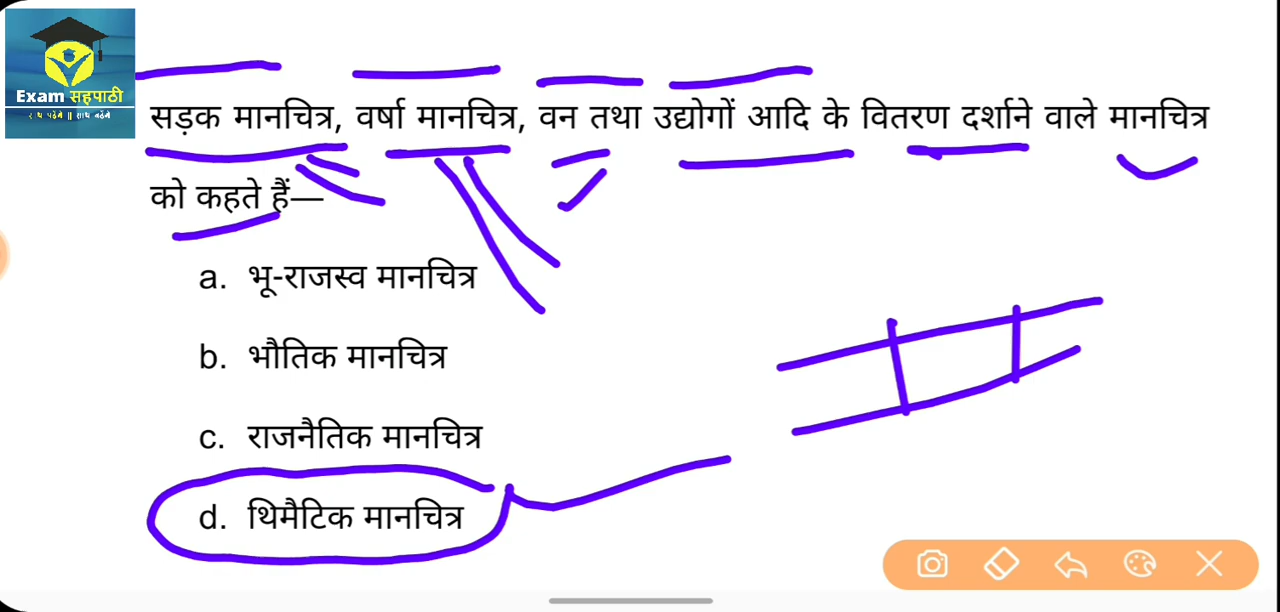 Exam सहपाठी
सड़क मानचित्र, वर्षा मानचित्र, वन तथा उद्योगों आदि के वितरण दर्शाने वाले मानचित्र
को कहते हैं—
a. भू-राजस्व मानचित्र
b. भौतिक मानचित्र
c. राजनैतिक मानचित्र
d. थिमैटिक मानचित्र